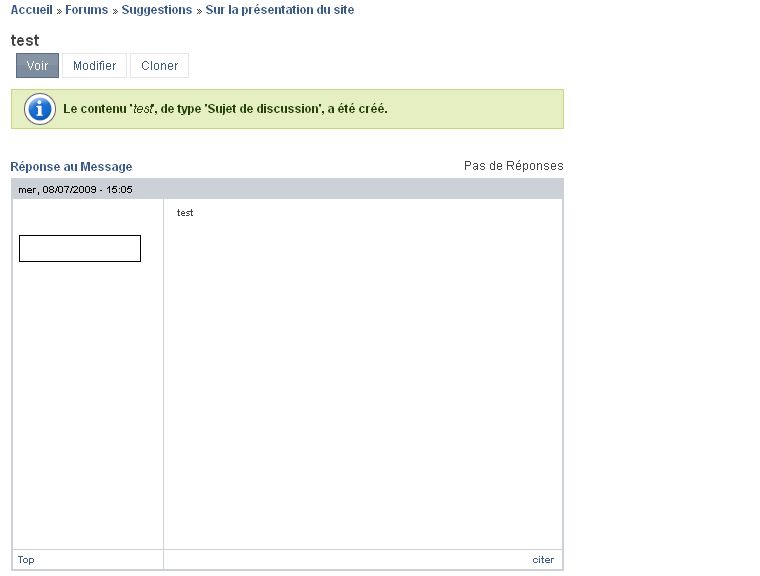 Accueil » Forums » Suggestions » Sur la présentation du site
test
Voir Modifier Cloner
Le contenu 'test', de type 'Sujet de discussion', a été créé.
Réponse au Message Pas de Réponses
mer, 08/07/2009 - 15:05
test
Top citer